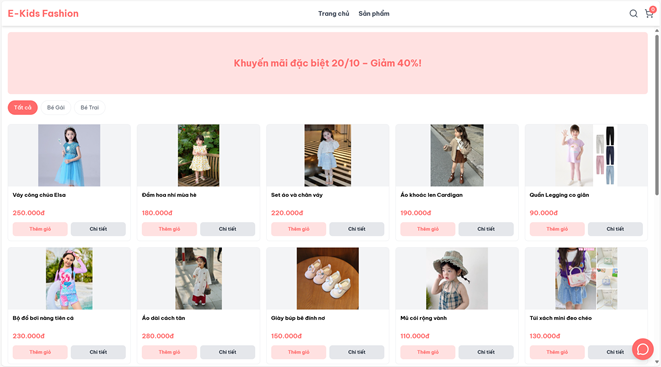 E-Kids Fashion
Trang chủ Sản phẩm
0
Khuyến mãi đặc biệt 20/10 – Giảm 40%!
Tất cả Bé Gái Bé Trai
Váy công chúa Elsa
250.000đ
Thêm giỏ Chi tiết
Đầm hoa nhí mùa hè
180.000đ
Thêm giỏ Chi tiết
Set áo và chân váy
220.000đ
Thêm giỏ Chi tiết
Áo khoác len Cardigan
190.000đ
Thêm giỏ Chi tiết
Quần Legging co giãn
90.000đ
Thêm giỏ Chi tiết
Bộ đồ bơi nàng tiên cá
230.000đ
Thêm giỏ Chi tiết
Áo dài cách tân
280.000đ
Thêm giỏ Chi tiết
Giày búp bê đính nơ
150.000đ
Thêm giỏ Chi tiết
Mũ cói rộng vành
110.000đ
Thêm giỏ Chi tiết
Túi xách mini đeo chéo
130.000đ
Thêm giỏ Chi tiết